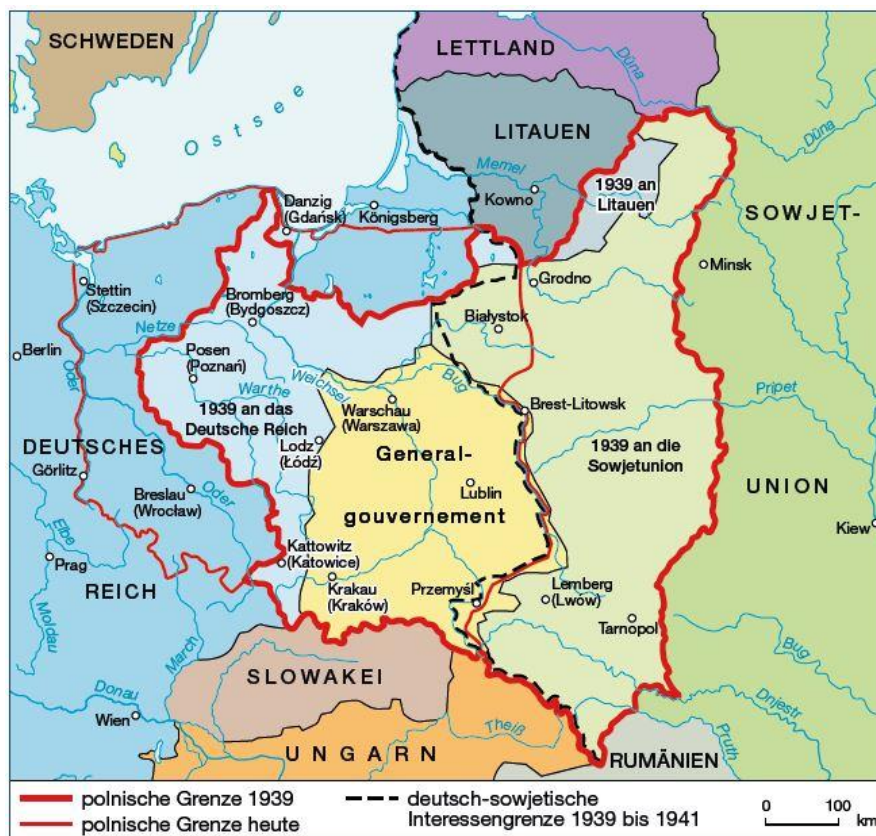 SCHWEDEN
LETTLAND
Düna
Ostsee
LITAUEN
Memel
Düna
Danzig
(Gdańsk)
Königsberg
Kowno
1939 an
Litauen
SOWJET-
Minsk
Stettin
(Szczecin)
Bromberg
(Bydgoszcz)
Grodno
Netze
Białystok
Berlin
Oder
Posen
(Poznań)
Weichsel
Bug
Warthe
Warschau
(Warszawa)
Brest-Litowsk
Pripet
1939 an das
Deutsche Reich
DEUTSCHES
Lodz
(Łódź)
General-
gouvernement
1939 an die
Sowjetunion
Görlitz
Breslau
(Wrocław)
Oder
Lublin
UNION
Kiew
Elbe
Prag
Kattowitz
(Katowice)
REICH
Krakau
(Kraków)
Przemyśl
Lemberg
(Lwów)
Tarnopol
Moldau
March
Bug
SLOWAKEI
Donau
Wien
Theiß
Dnjestr
Pruth
UNGARN
RUMÄNIEN
polnische Grenze 1939
polnische Grenze heute
deutsch-sowjetische
Interessengrenze 1939 bis 1941
0 100
km